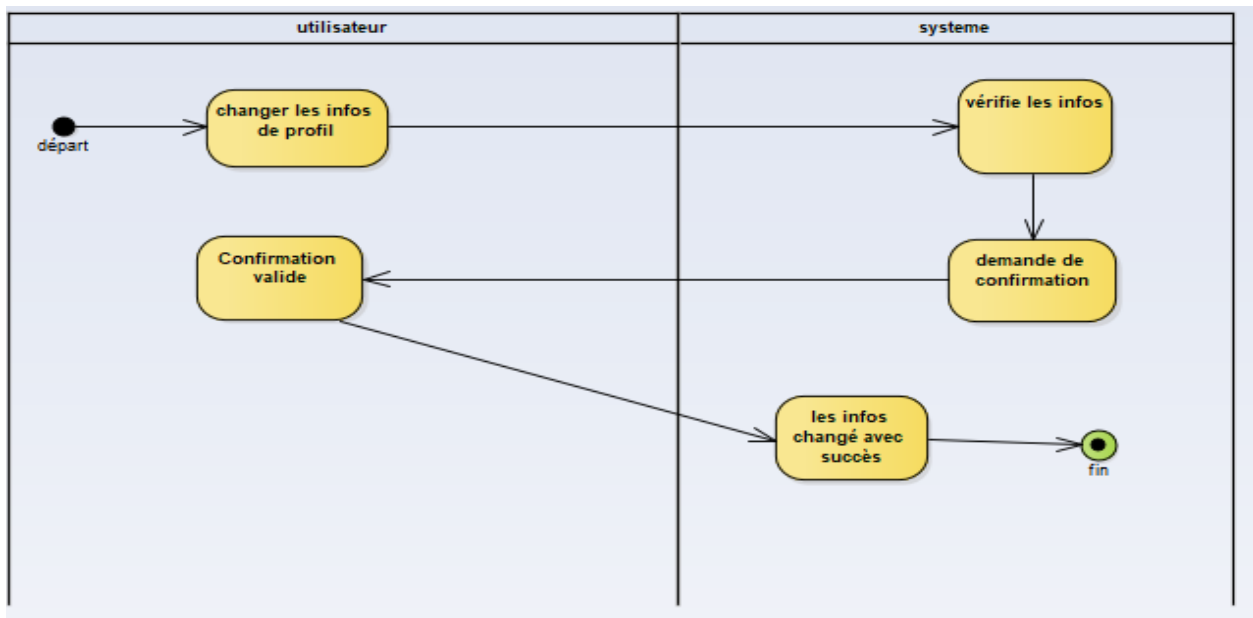 utilisateur
systeme
changer les infos
de profil
vérifie les infos
départ
Confirmation
valide
demande de
confirmation
les infos
changé avec
succès
fin